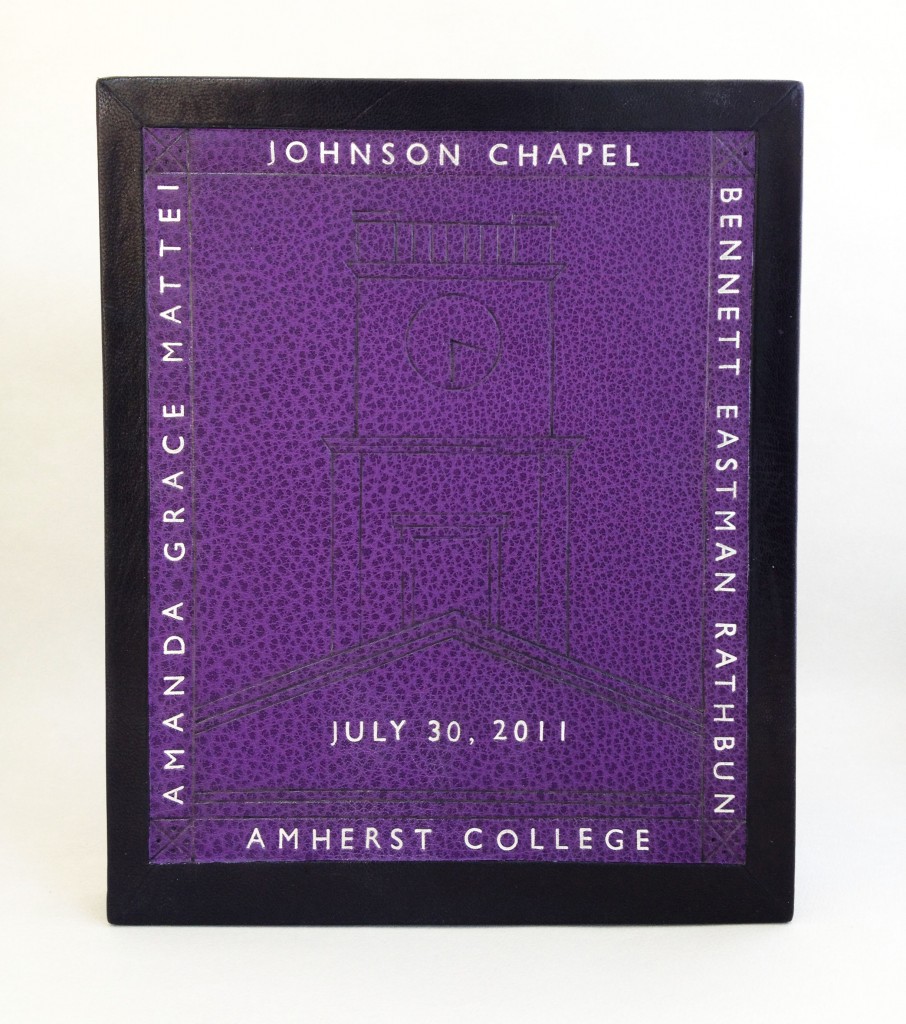 JOHNSON CHAPEL
AMANDA GRACE MATTEI
BENNETT EASTMAN RATHBUN
JULY 30, 2011
AMHERST COLLEGE